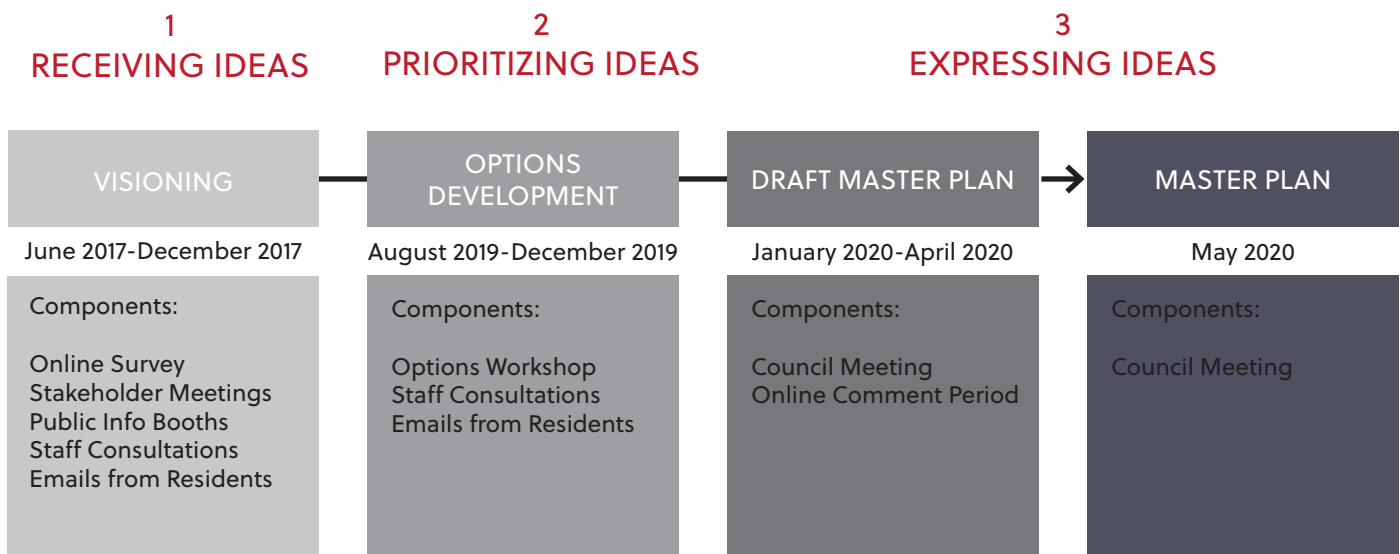 1
RECEIVING IDEAS
2
PRIORITIZING IDEAS
3
EXPRESSING IDEAS
VISIONING
June 2017-December 2017
Components:
Online Survey
Stakeholder Meetings
Public Info Booths
Staff Consultations
Emails from Residents
OPTIONS
DEVELOPMENT
August 2019-December 2019
Components:
Options Workshop
Staff Consultations
Emails from Residents
DRAFT MASTER PLAN
January 2020-April 2020
Components:
Council Meeting
Online Comment Period
MASTER PLAN
May 2020
Components:
Council Meeting